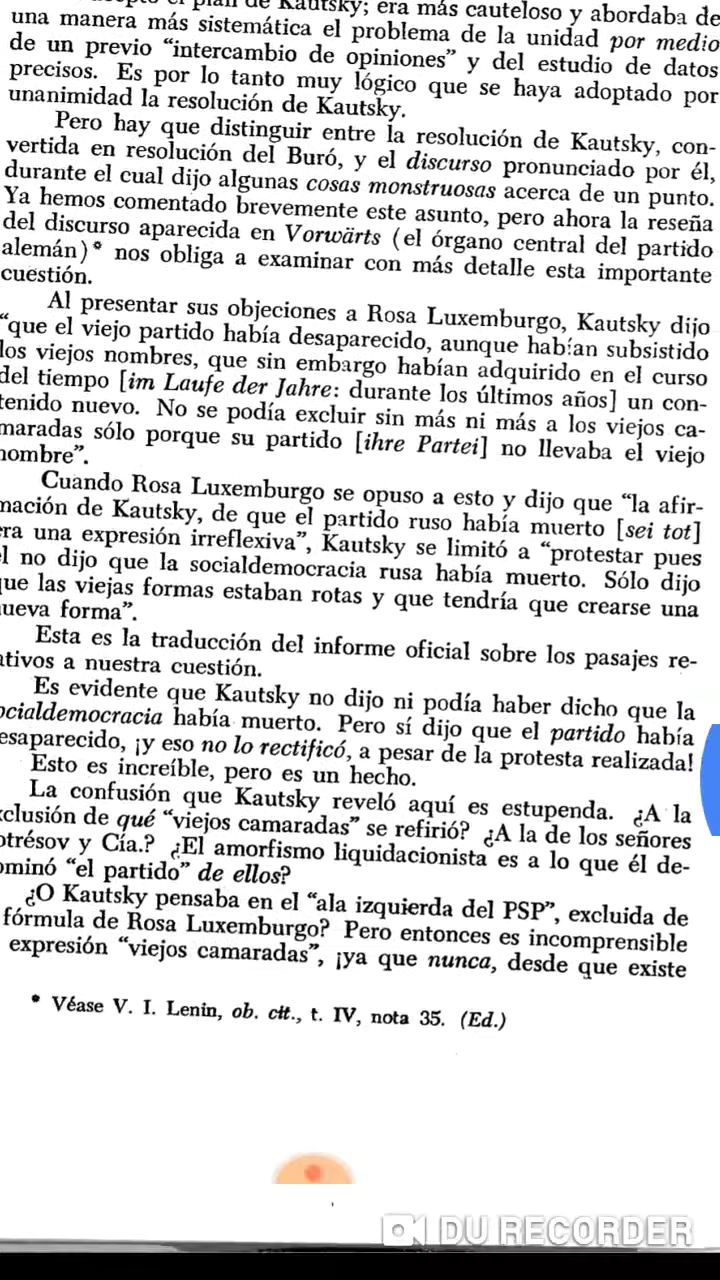 el plan de Kautsky; era más cauteloso y abordaba de
una manera más sistemática el problema de la unidad por medio
de un previo “intercambio de opiniones” y del estudio de datos
precisos. Es por lo tanto muy lógico que se haya adoptado por
unanimidad la resolución de Kautsky.
Pero hay que distinguir entre la resolución de Kautsky, con-
vertida en resolución del Buró, y el discurso pronunciado por él,
durante el cual dijo algunas cosas monstruosas acerca de un punto.
Ya hemos comentado brevemente este asunto, pero ahora la reseña
del discurso aparecida en Vorwärts (el órgano central del partido
alemán)* nos obliga a examinar con más detalle esta importante
cuestión.
Al presentar sus objeciones a Rosa Luxemburgo, Kautsky dijo
“que el viejo partido había desaparecido, aunque habían subsistido
los viejos nombres, que sin embargo habían adquirido en el curso
del tiempo [im Laufe der Jahre: durante los últimos años] un con-
tenido nuevo. No se podía excluir sin más ni más a los viejos ca-
maradas sólo porque su partido [ihre Partei] no llevaba el viejo
nombre”.
Cuando Rosa Luxemburgo se opuso a esto y dijo que “la afir-
mación de Kautsky, de que el partido ruso había muerto [sei tot]
era una expresión irreflexiva”, Kautsky se limitó a “protestar pues
l no dijo que la socialdemocracia rusa había muerto. Sólo dijo
que las viejas formas estaban rotas y que tendría que crearse una
nueva forma”.
Esta es la traducción del informe oficial sobre los pasajes re-
ativos a nuestra cuestión.
Es evidente que Kautsky no dijo ni podía haber dicho que la
ocialdemocracia había muerto. Pero sí dijo que el partido había
esaparecido, ¡y eso no lo rectificó, a pesar de la protesta realizada!
Esto es increíble, pero es un hecho.
La confusión que Kautsky reveló aquí es estupenda. ¿A la
xclusión de qué “viejos camaradas” se refirió? ¿A la de los señores
otrésov y Cía.? ¿El amorfismo liquidacionista es a lo que él de-
ominó “el partido” de ellos?
¿O Kautsky pensaba en el “ala izquierda del PSP”, excluida de
fórmula de Rosa Luxemburgo? Pero entonces es incomprensible
expresión “viejos camaradas”, ¡ya que nunca, desde que existe
* Véase V. I. Lenin, ob. cit., t. IV, nota 35. (Ed.)
DU RECORDER